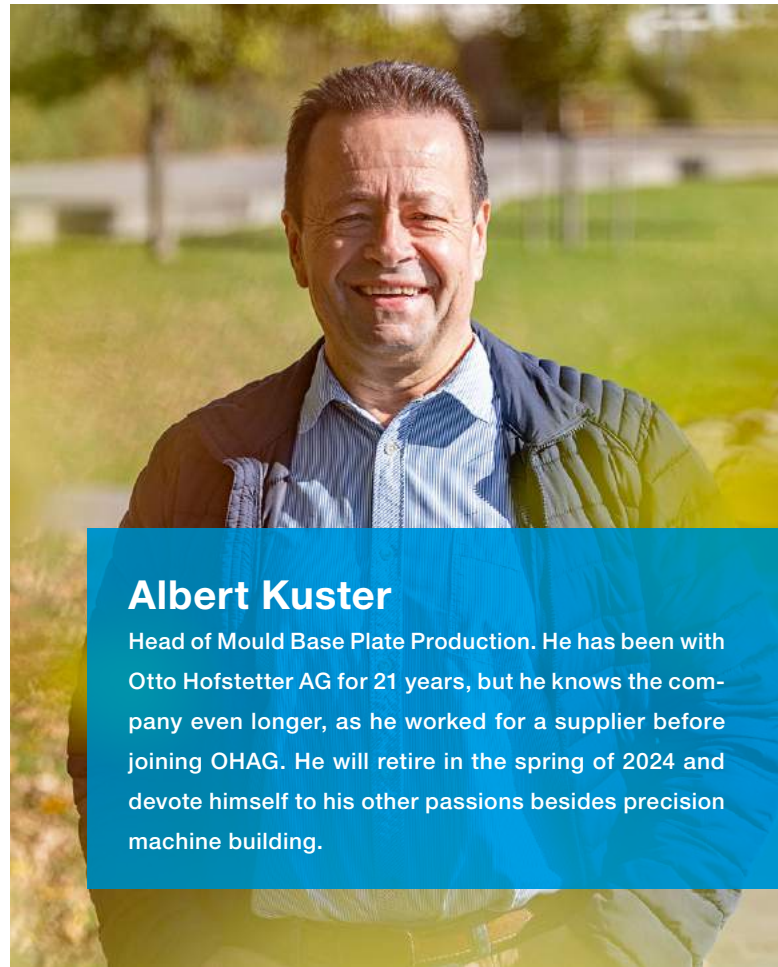 Albert Kuster
Head of Mould Base Plate Production. He has been with
Otto Hofstetter AG for 21 years, but he knows the com-
pany even longer, as he worked for a supplier before
joining OHAG. He will retire in the spring of 2024 and
devote himself to his other passions besides precision
machine building.